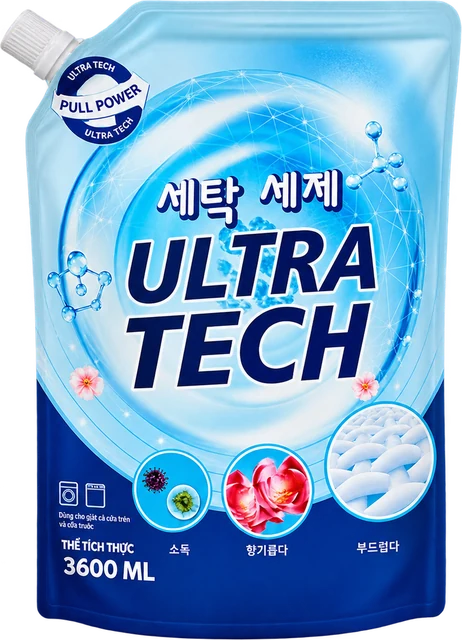 ULTRA TECH
PULL POWER
ULTRA TECH
세탁 세제
ULTRA
TECH
Dùng cho giặt cả cửa trên
và cửa trước
THỂ TÍCH THỰC
3600 ML
소독
향기릅다
부드럽다